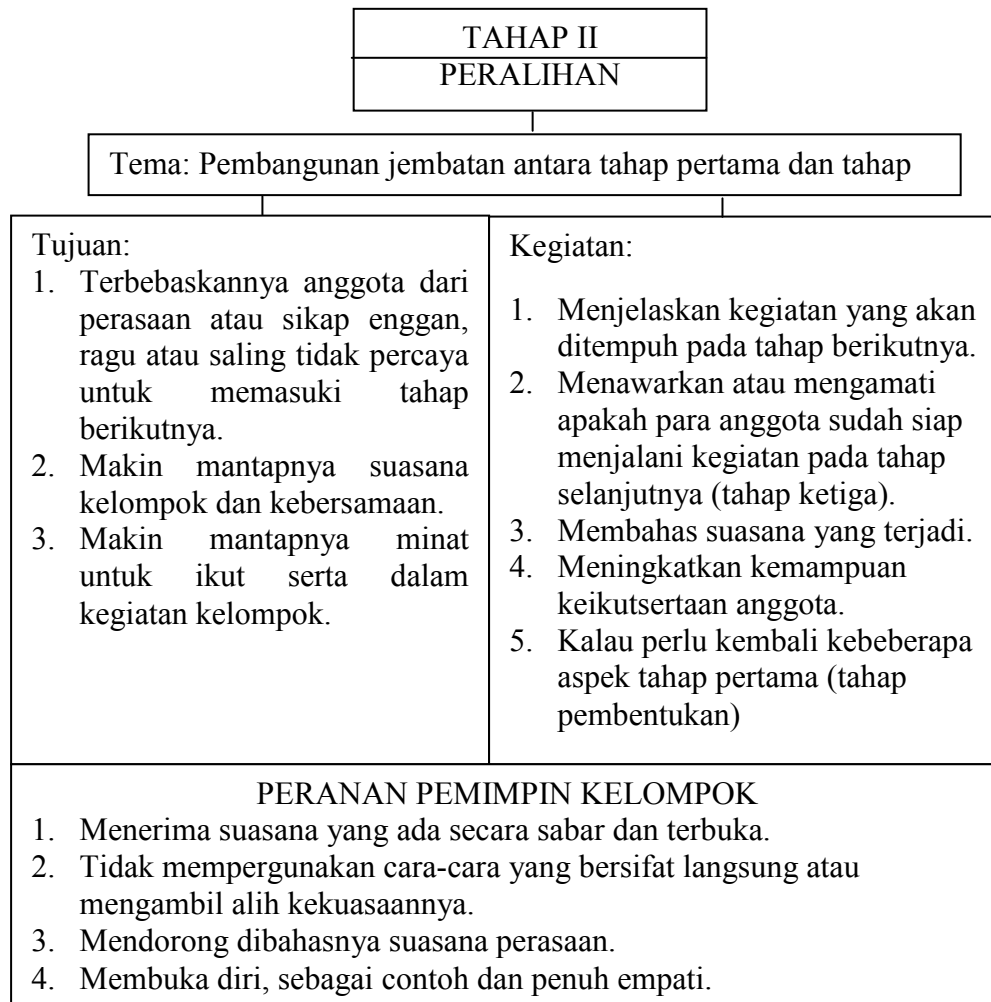 TAHAP II
PERALIHAN
Tema: Pembangunan jembatan antara tahap pertama dan tahap
Tujuan:
1. Terbebaskannya anggota dari
perasaan atau sikap enggan,
ragu atau saling tidak percaya
untuk memasuki tahap
berikutnya.
2. Makin mantapnya suasana
kelompok dan kebersamaan.
3. Makin mantapnya minat
untuk ikut serta dalam
kegiatan kelompok.
Kegiatan:
1. Menjelaskan kegiatan yang akan
ditempuh pada tahap berikutnya.
2. Menawarkan atau mengamati
apakah para anggota sudah siap
menjalani kegiatan pada tahap
selanjutnya (tahap ketiga).
3. Membahas suasana yang terjadi.
4. Meningkatkan kemampuan
keikutsertaan anggota.
5. Kalau perlu kembali kebeberapa
aspek tahap pertama (tahap
pembentukan)
PERANAN PEMIMPIN KELOMPOK
1. Menerima suasana yang ada secara sabar dan terbuka.
2. Tidak mempergunakan cara-cara yang bersifat langsung atau
mengambil alih kekuasaannya.
3. Mendorong dibahasnya suasana perasaan.
4. Membuka diri, sebagai contoh dan penuh empati.